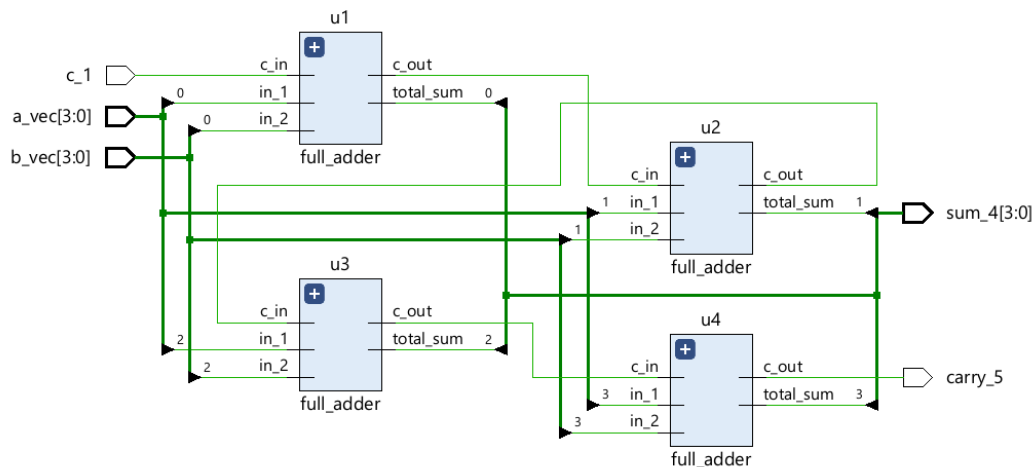 u1
c_1
c_in
c_out
a_vec[3:0]
0
in_1
total_sum
0
b_vec[3:0]
0
in_2
full_adder
u2
c_in
c_out
1
in_1
total_sum
1
sum_4[3:0]
1
in_2
full_adder
u3
c_in
c_out
2
in_1
total_sum
2
2
in_2
full_adder
u4
c_in
c_out
carry_5
3
in_1
total_sum
3
3
in_2
full_adder